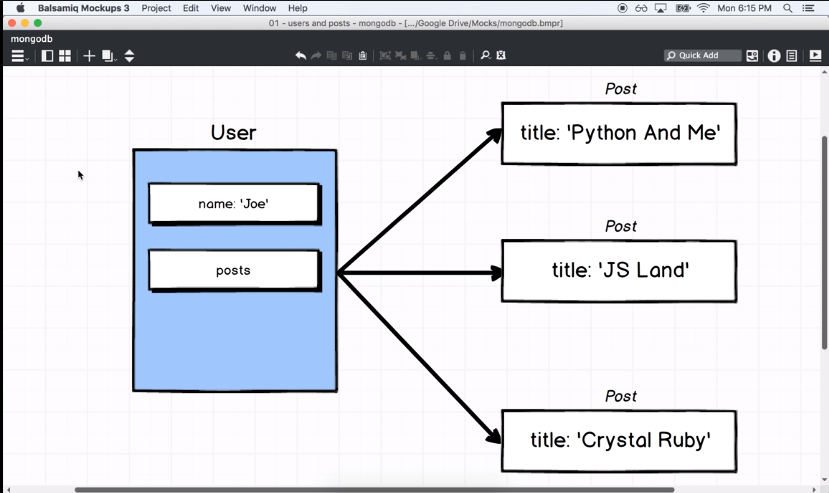 Balsamiq Mockups 3 Project Edit View Window Help Mon 6:15 PM
01 - users and posts - mongodb - [.../Google Drive/Mocks/mongodb.bmpr]
mongodb
Quick Add
Post
title: 'Python And Me'
User
name: 'Joe'
Post
posts
title: 'JS Land'
Post
title: 'Crystal Ruby'